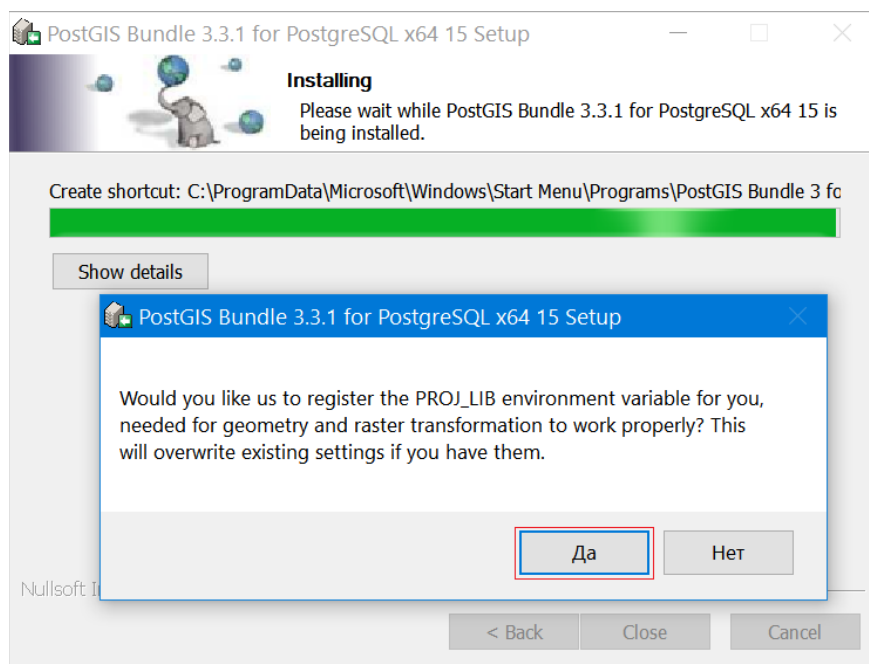 PostGIS Bundle 3.3.1 for PostgreSQL x64 15 Setup
Installing
Please wait while PostGIS Bundle 3.3.1 for PostgreSQL x64 15 is
being installed.
Create shortcut: C:\ProgramData\Microsoft\Windows\Start Menu\Programs\PostGIS Bundle 3 fo
Show details
PostGIS Bundle 3.3.1 for PostgreSQL x64 15 Setup
Would you like us to register the PROJ_LIB environment variable for you,
needed for geometry and raster transformation to work properly? This
will overwrite existing settings if you have them.
Да
Нет
Nullsoft I
< Back
Close
Cancel